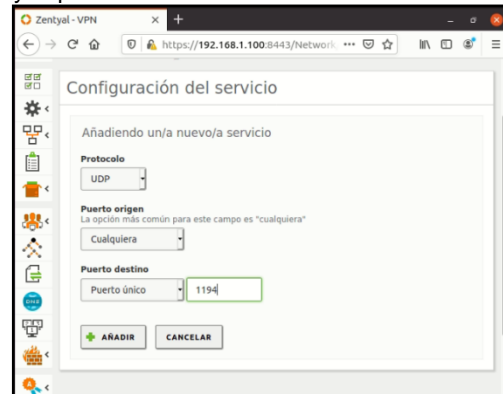 Zentyal - VPN
https://192.168.1.100:8443/Network
Configuración del servicio
Añadiendo un/a nuevo/a servicio
Protocolo
UDP
Puerto origen
La opción más común para este campo es "cualquiera"
Cualquiera
Puerto destino
Puerto único 1194
AÑADIR CANCELAR